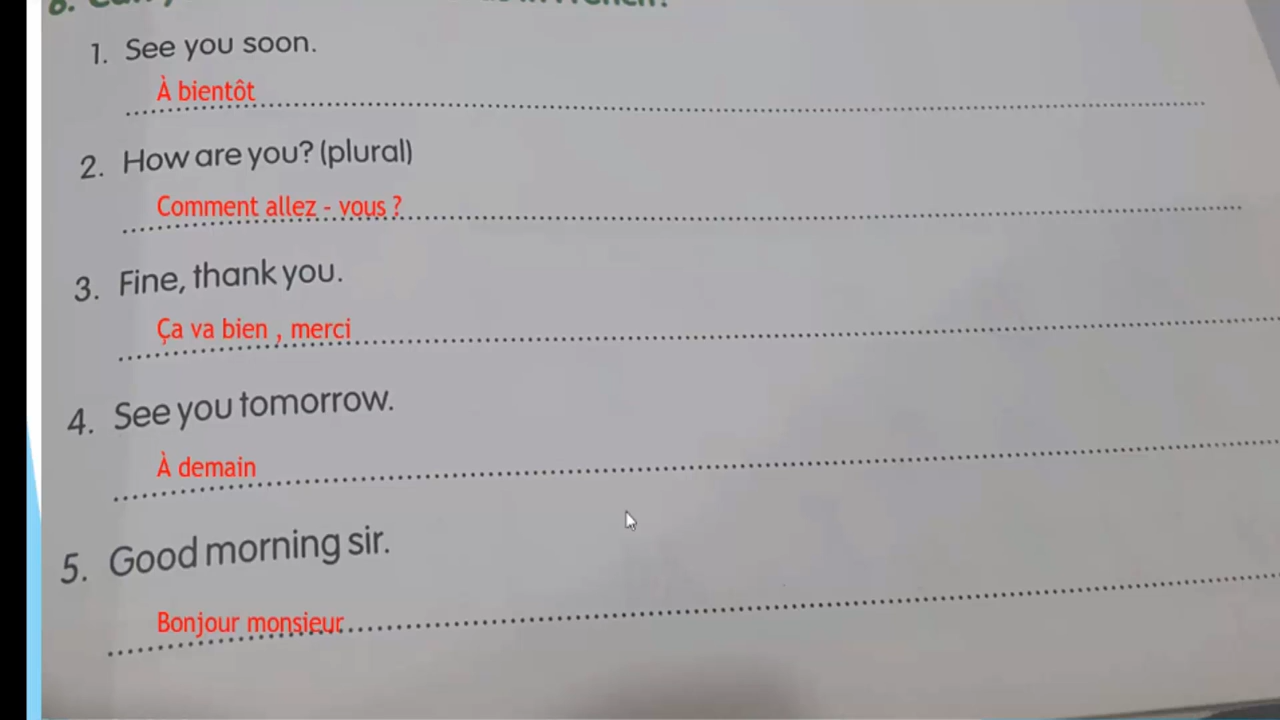 1. See you soon.
À bientôt
2. How are you? (plural)
Comment allez - vous ?
3. Fine, thank you.
Ça va bien , merci
4. See you tomorrow.
À demain
5. Good morning sir.
Bonjour monsieur